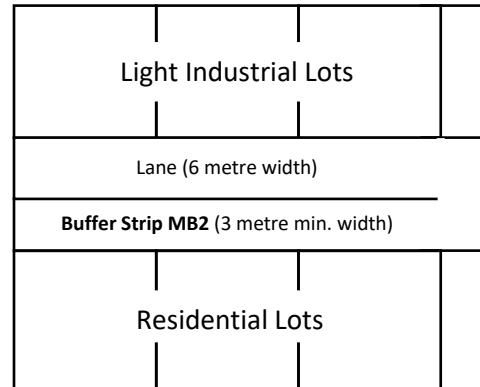 Light Industrial Lots
Lane (6 metre width)
Buffer Strip MB2 (3 metre min. width)
Residential Lots